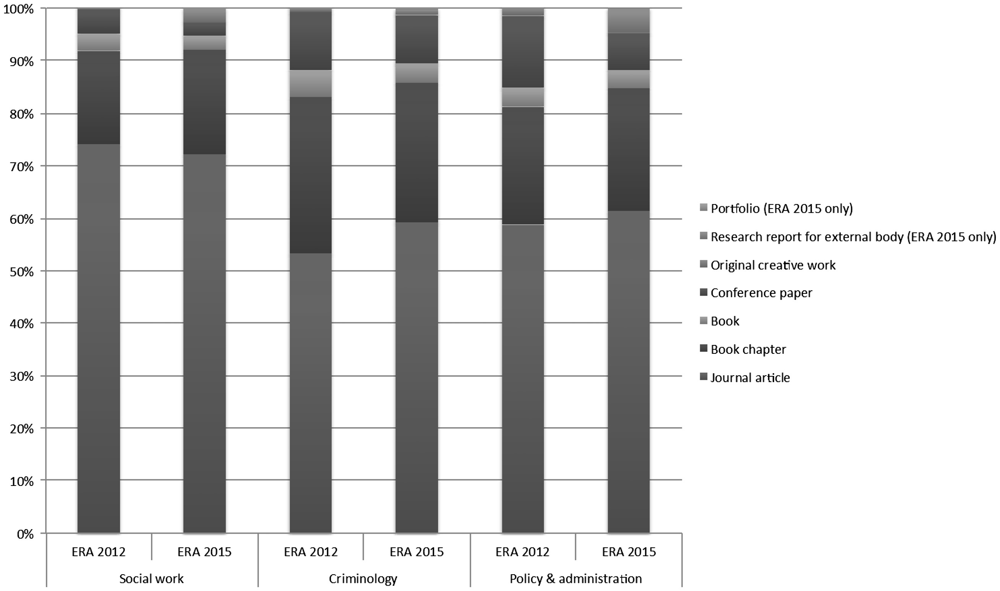 100%
90%
80%
70%
60%
50%
40%
30%
20%
10%
0%
ERA 2012
ERA 2015
ERA 2012
ERA 2015
ERA 2012
ERA 2015
Social work
Criminology
Policy & administration
Portfolio (ERA 2015 only)
Research report for external body (ERA 2015 only)
Original creative work
Conference paper
Book
Book chapter
Journal article